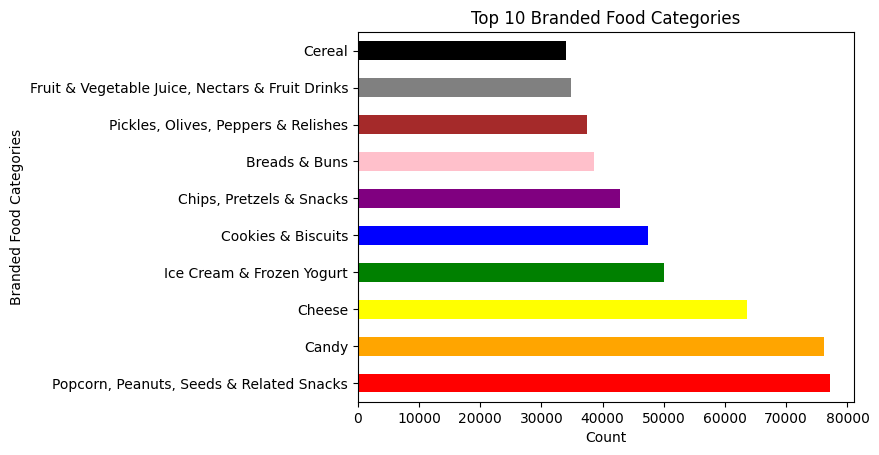 Top 10 Branded Food Categories
Branded Food Categories
Cereal
Fruit & Vegetable Juice, Nectars & Fruit Drinks
Pickles, Olives, Peppers & Relishes
Breads & Buns
Chips, Pretzels & Snacks
Cookies & Biscuits
Ice Cream & Frozen Yogurt
Cheese
Candy
Popcorn, Peanuts, Seeds & Related Snacks
0 10000 20000 30000 40000 50000 60000 70000 80000
Count